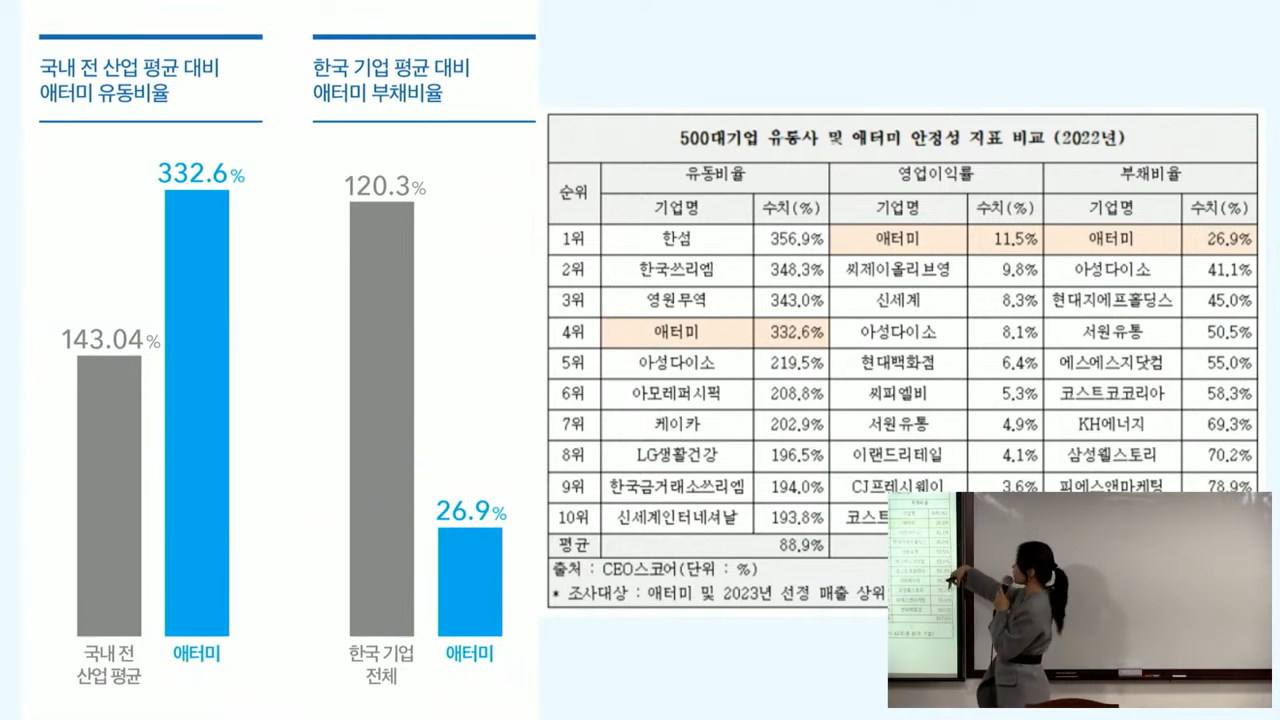 국내 전 산업 평균 대비
애터미 유동비율
332.6%
143.04%
국내 전
산업 평균
애터미
한국 기업 평균 대비
애터미 부채비율
120.3%
26.9%
한국 기업
전체
애터미
500대기업 유통사 및 애터미 안정성 지표 비교 (2022년)
순위 유동비율 영업이익률 부채비율
기업명 수치(%) 기업명 수치(%) 기업명 수치(%)
1위 한섬 356.9% 애터미 11.5% 애터미 26.9%
2위 한국쓰리엠 348.3% 씨제이올리브영 9.8% 아성다이소 41.1%
3위 영원무역 343.0% 신세계 8.3% 현대지에프홀딩스 45.0%
4위 애터미 332.6% 아성다이소 8.1% 서원유통 50.5%
5위 아성다이소 219.5% 현대백화점 6.4% 에스에스지닷컴 55.0%
6위 아모레퍼시픽 208.8% 씨피엘비 5.3% 코스트코코리아 58.3%
7위 케이카 202.9% 서원유통 4.9% KH에너지 69.3%
8위 LG생활건강 196.5% 이랜드리테일 4.1% 삼성웰스토리 70.2%
9위 한국금거래소쓰리엠 194.0% CJ프레시웨이 3.6% 피에스앤마케팅 78.9%
10위 신세계인터네셔날 193.8% 코스트
평균 88.9%
출처 : CEO스코어(단위 : %)
* 조사대상 : 애터미 및 2023년 선정 매출 상위